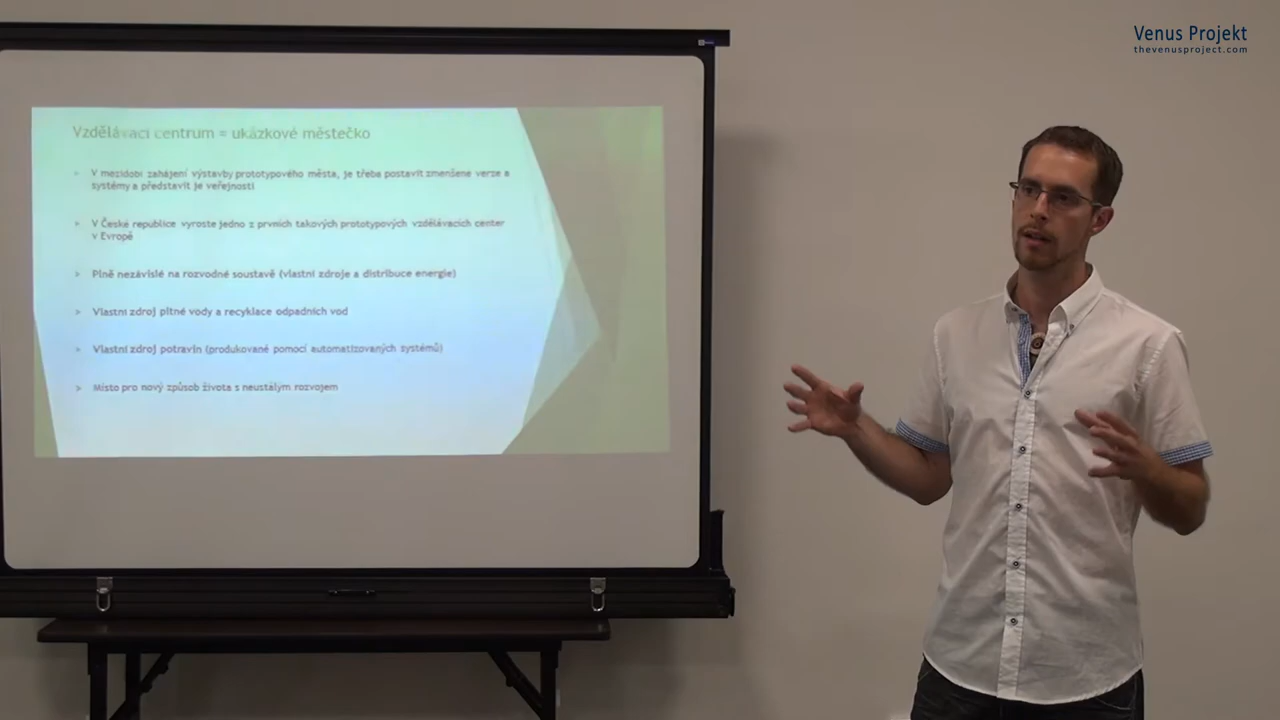 Venus Projekt
thevenusproject.com
Vzdělávací centrum = ukázkové městečko
V mezidobí zahájení výstavby prototypového města, je třeba postavit zmenšené verze a
systémy a představit je veřejnosti
V České republice vyroste jedno z prvních takových prototypových vzdělávacích center
v Evropě
Plně nezávislé na rozvodné soustavě (vlastní zdroje a distribuce energie)
Vlastní zdroj pitné vody a recyklace odpadních vod
Vlastní zdroj potravin (produkované pomocí automatizovaných systémů)
Místo pro nový způsob života s neustálým rozvojem